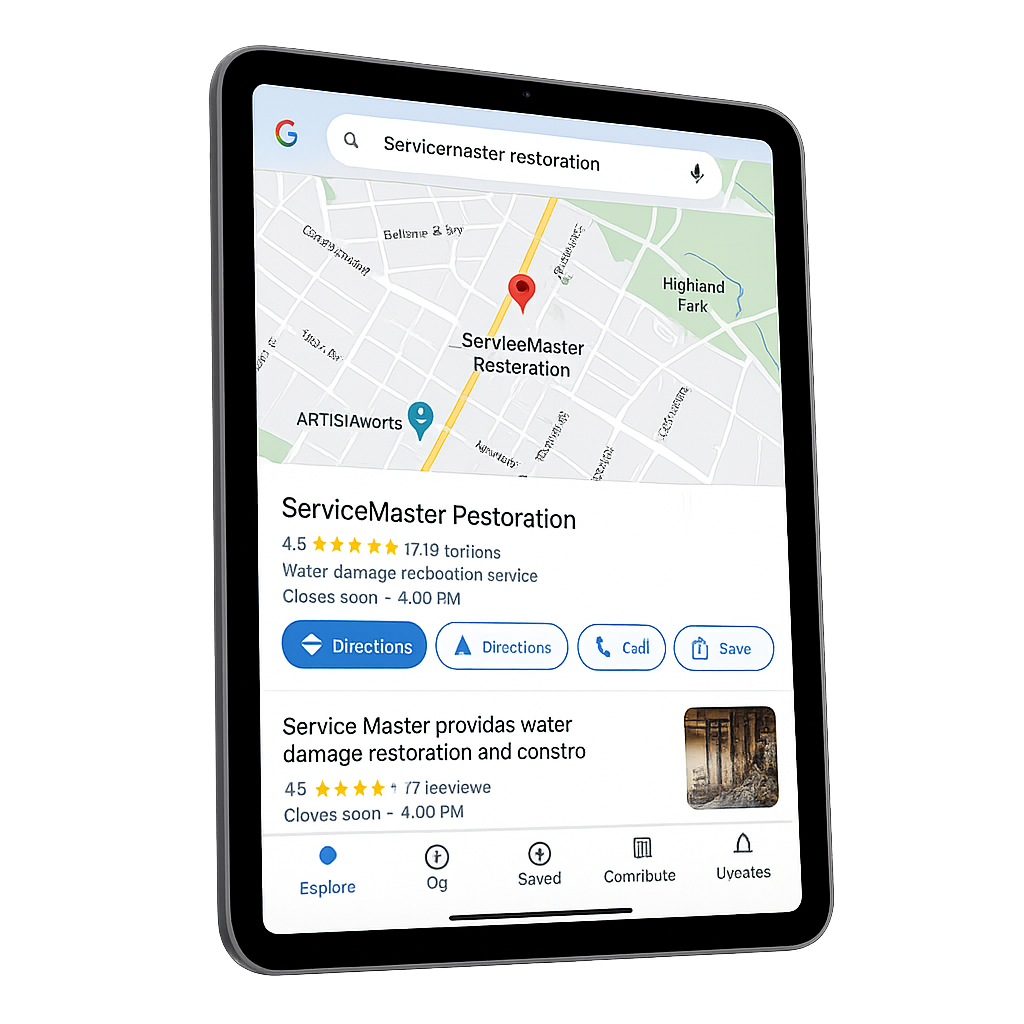 Servicernaster restoration
Highiand
Fark
ServleeMaster
Resteration
ARTISIAworts
ServiceMaster Pestoration
4.5 17.19 toriions
Water damage recboation service
Closes soon - 4.00 PM
Directions
Directions
Cadl
Save
Service Master providas water
damage restoration and constro
45 77 ieeviewe
Cloves soon - 4.00 PM
Esplore
Og
Saved
Comribute
Uyeates